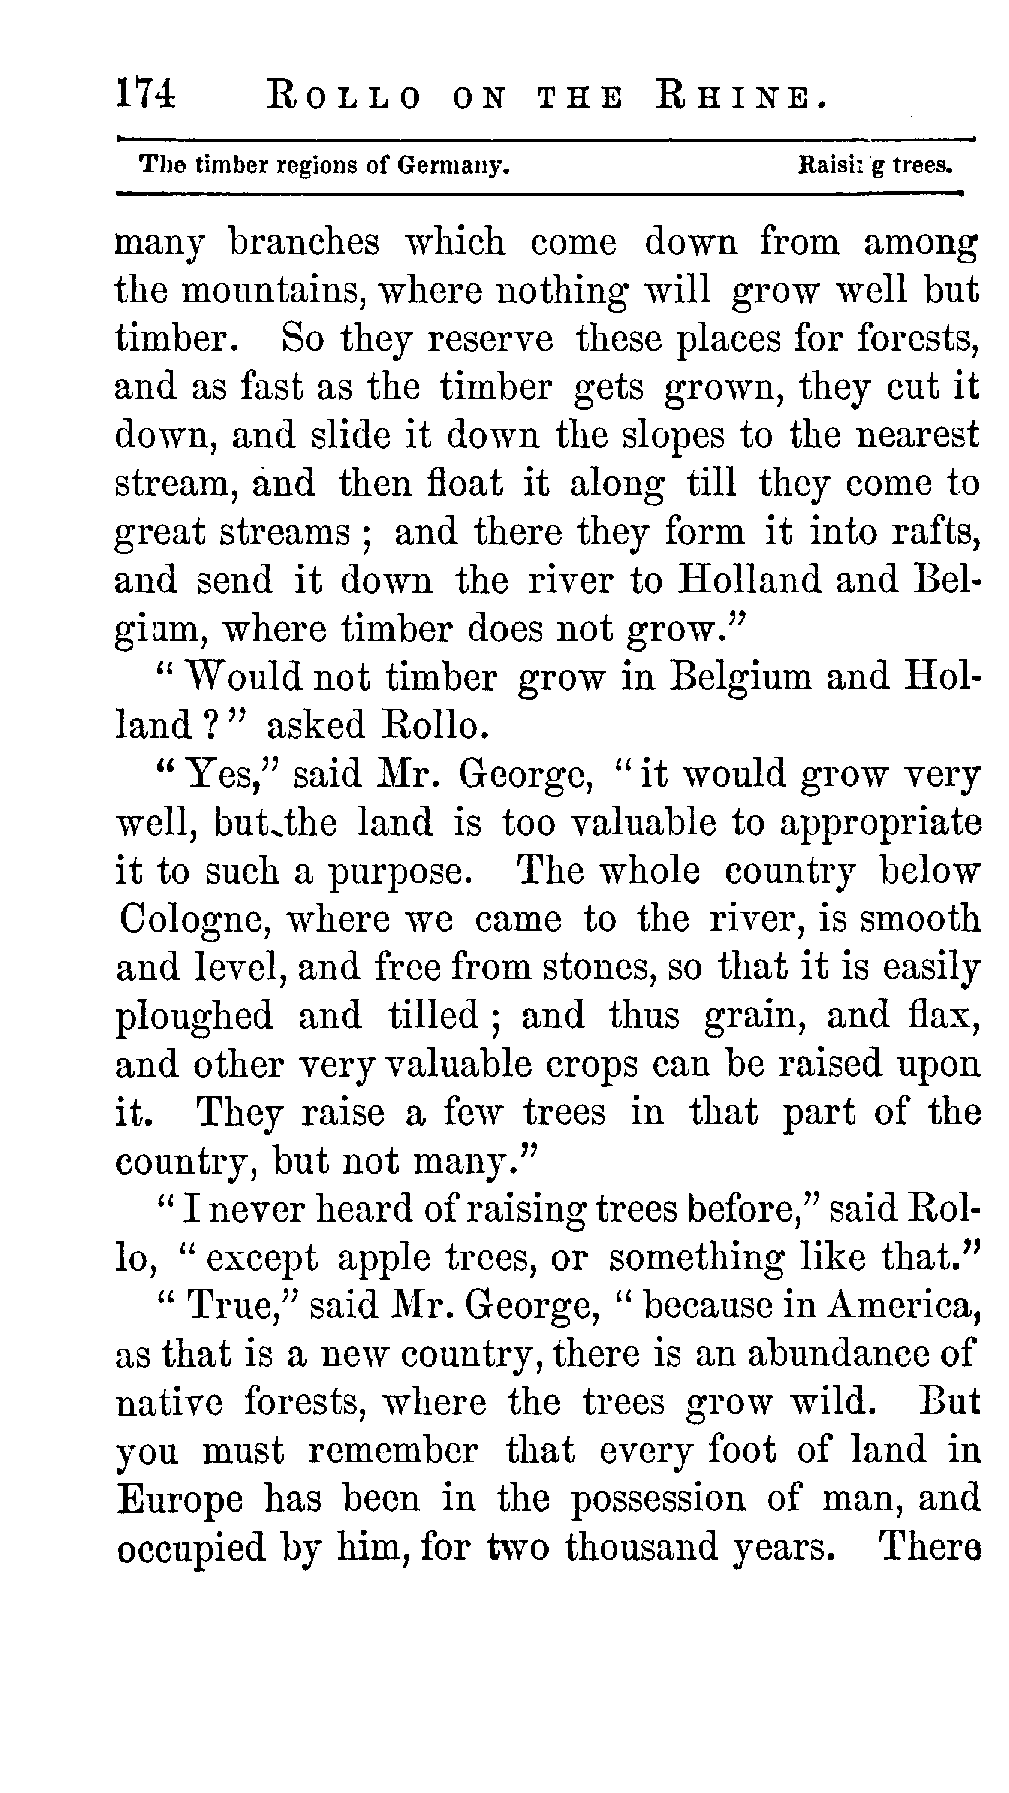 174 ROLLO ON THE RHINE.
The timber regions of Germany. Raising trees.
many branches which come down from among
the mountains, where nothing will grow well but
timber. So they reserve these places for forests,
and as fast as the timber gets grown, they cut it
down, and slide it down the slopes to the nearest
stream, and then float it along till they come to
great streams ; and there they form it into rafts,
and send it down the river to Holland and Bel-
gium, where timber does not grow.”
“ Would not timber grow in Belgium and Hol-
land ? ” asked Rollo.
“ Yes,” said Mr. George, “ it would grow very
well, but the land is too valuable to appropriate
it to such a purpose. The whole country below
Cologne, where we came to the river, is smooth
and level, and free from stones, so that it is easily
ploughed and tilled ; and thus grain, and flax,
and other very valuable crops can be raised upon
it. They raise a few trees in that part of the
country, but not many.”
“ I never heard of raising trees before,” said Rol-
lo, “ except apple trees, or something like that.”
“ True,” said Mr. George, “ because in America,
as that is a new country, there is an abundance of
native forests, where the trees grow wild. But
you must remember that every foot of land in
Europe has been in the possession of man, and
occupied by him, for two thousand years. There